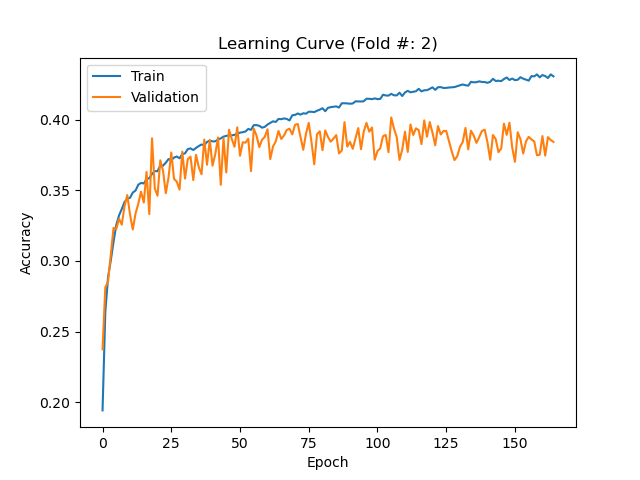 Learning Curve (Fold #: 2)
Train
Validation
0.40
0.35
0.30
0.25
0.20
Accuracy
0 25 50 75 100 125 150
Epoch